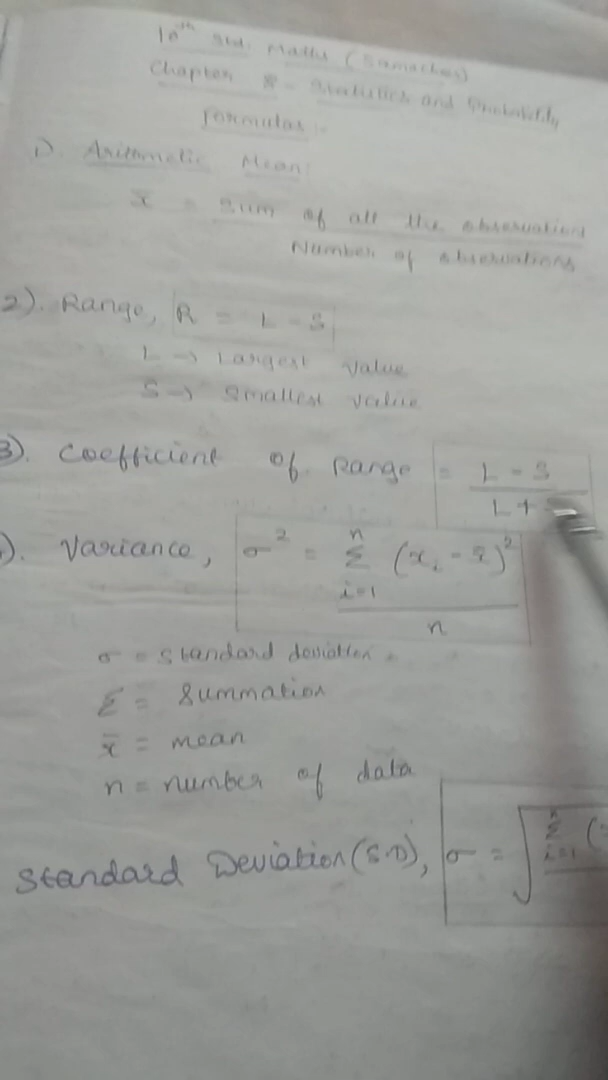 10th Std. Maths (Samacheer)
Chapter 8 - Statistics and Probability
Formulas :-
1). Arithmetic Mean
x̄ = Sum of all the observations
Number of observations
2). Range, R = L - S
L → Largest value
S → Smallest value
3). Coefficient of Range = L - S
L +
). Variance, σ² = Σ (xᵢ - x̄)²
n
i=1
n
σ = Standard deviation.
Σ = Summation
x̄ = mean
n = number of data
Standard Deviation (S.D), σ = √ Σ (
n
i=1